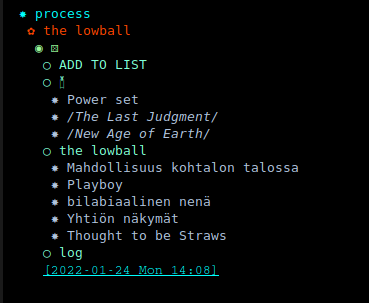 process
the lowball
⚄
ADD TO LIST
Power set
/The Last Judgment/
/New Age of Earth/
the lowball
Mahdollisuus kohtalon talossa
Playboy
bilabiaalinen nenä
Yhtiön näkymät
Thought to be Straws
log
[2022-01-24 Mon 14:08]